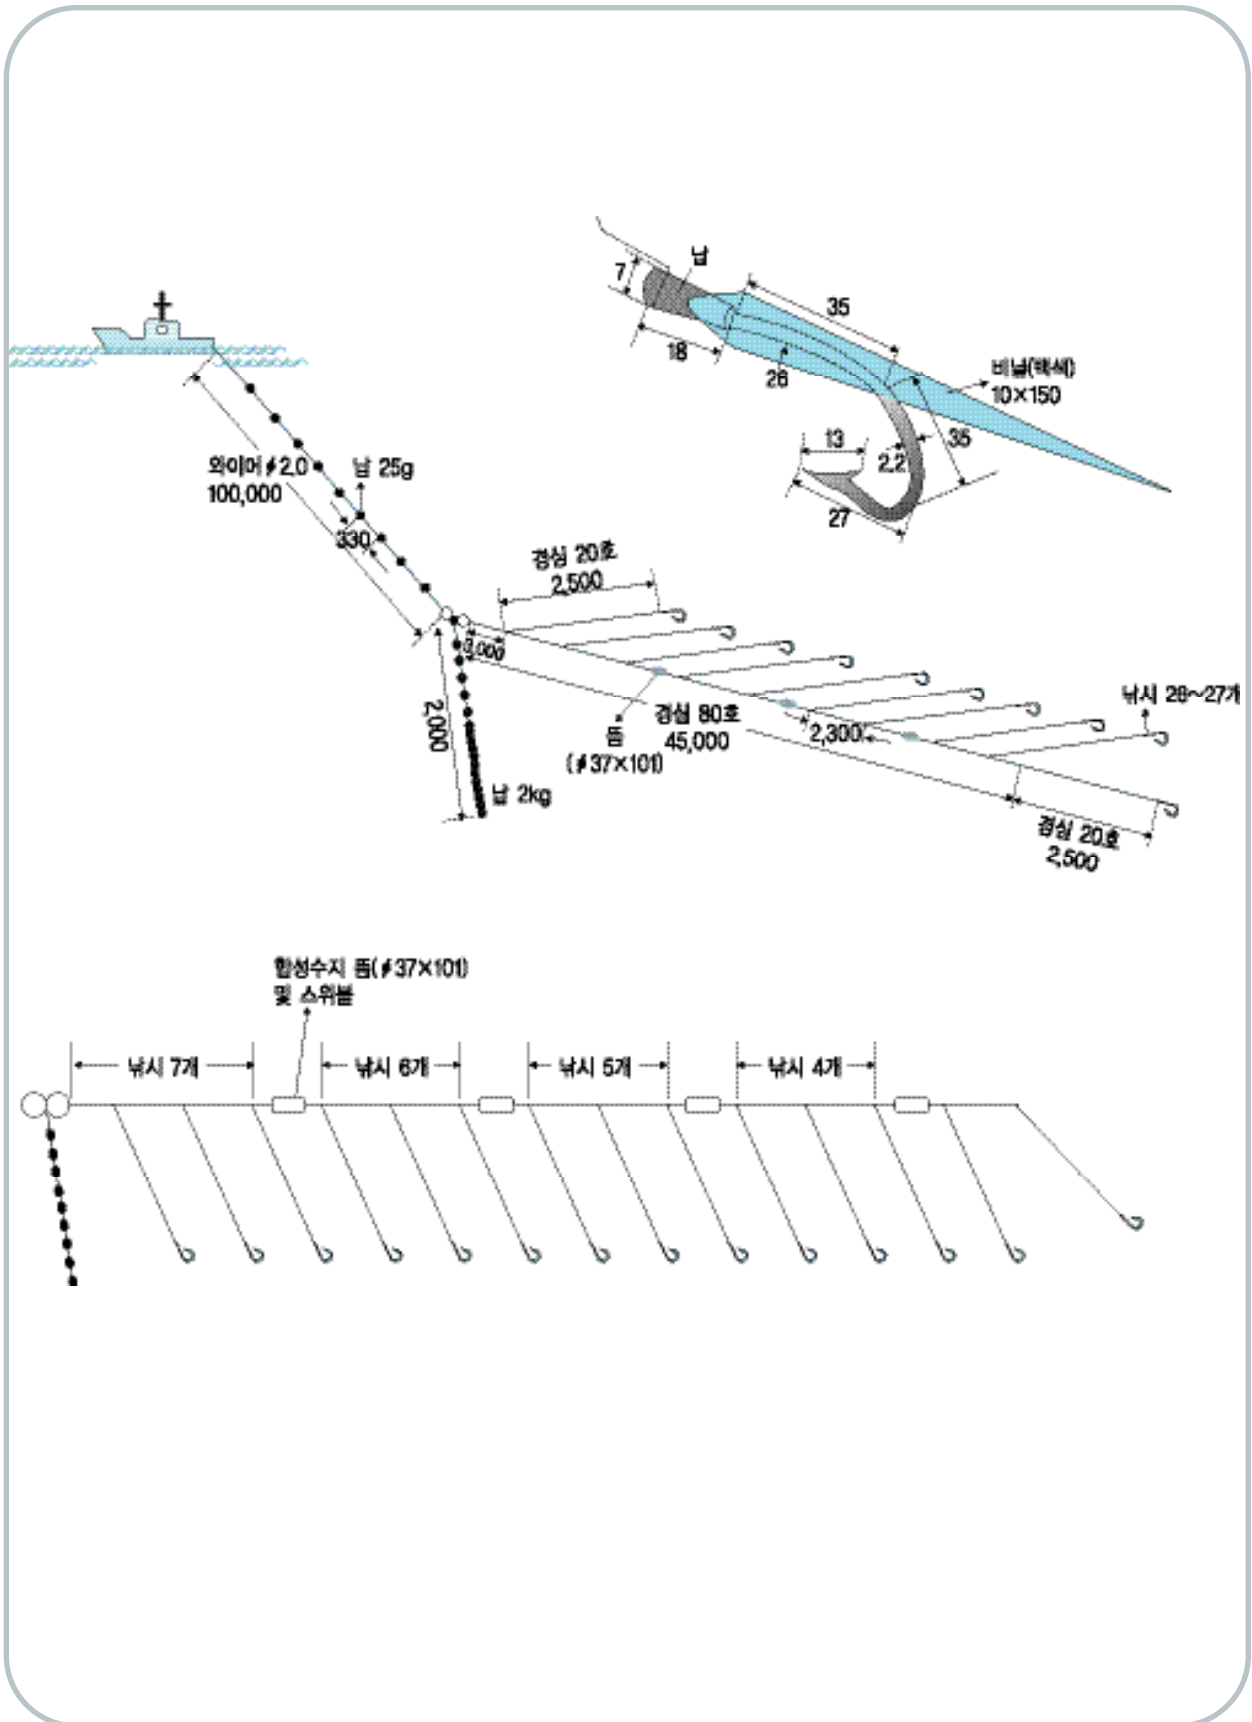 납
7
35
18
26
비닐(백색)
10×150
13
2.2
35
27
와이어 ∮2.0
100,000
납 25g
330
경심 20호
2,500
3,000
2,000
납 2kg
뜸
(∮37×101)
경심 80호
45,000
2,300
낚시 26~27개
경심 20호
2,500
합성수지 뜸(∮37×101)
및 스위블
낚시 7개
낚시 6개
낚시 5개
낚시 4개